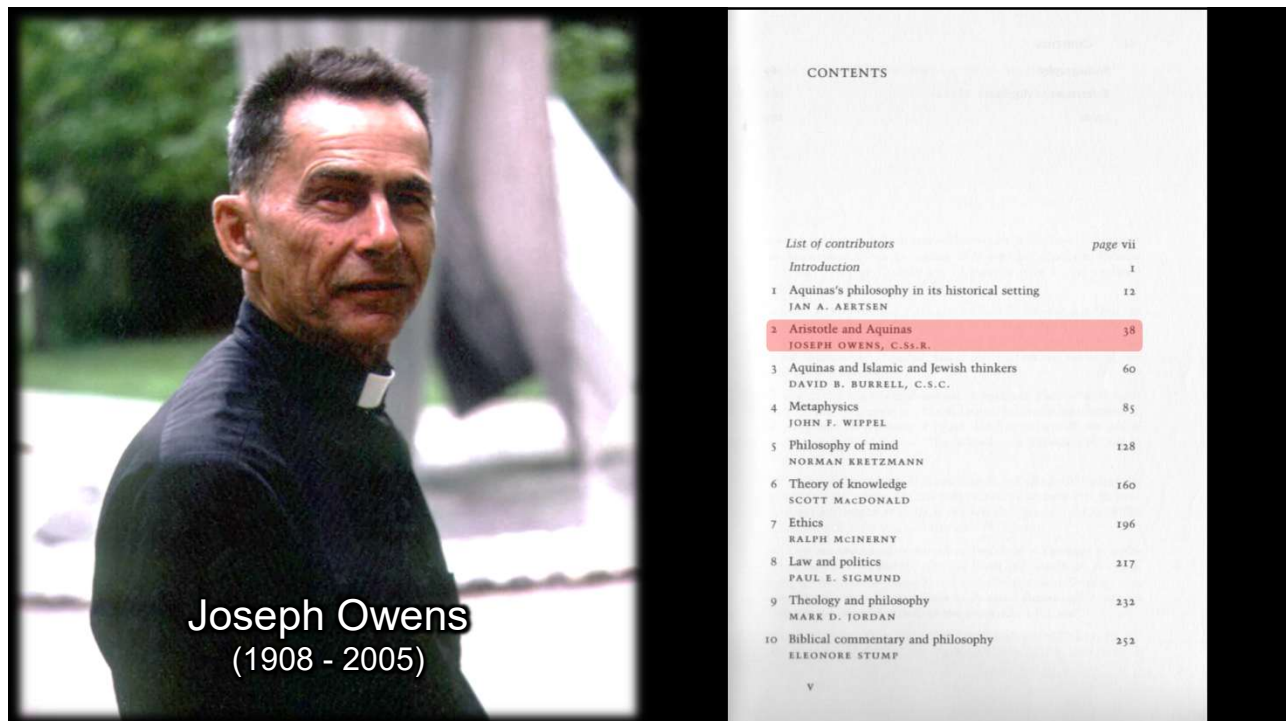 Joseph Owens
(1908 - 2005)
CONTENTS
List of contributors page vii
Introduction 1
1 Aquinas's philosophy in its historical setting 12
JAN A. AERTSEN
2 Aristotle and Aquinas 38
JOSEPH OWENS, C.Ss.R.
3 Aquinas and Islamic and Jewish thinkers 60
DAVID B. BURRELL, C.S.C.
4 Metaphysics 85
JOHN F. WIPPEL
5 Philosophy of mind 128
NORMAN KRETZMANN
6 Theory of knowledge 160
SCOTT MACDONALD
7 Ethics 196
RALPH MCINERNY
8 Law and politics 217
PAUL E. SIGMUND
9 Theology and philosophy 232
MARK D. JORDAN
10 Biblical commentary and philosophy 252
ELEONORE STUMP
v